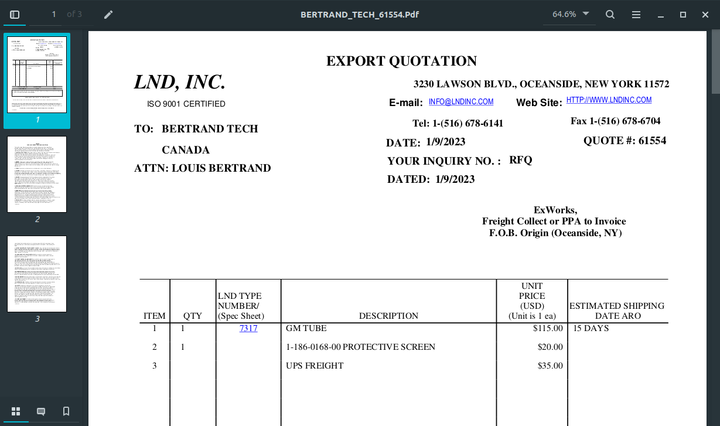 1 of 3
BERTRAND_TECH_61554.Pdf
64.6%
1
2
3
EXPORT QUOTATION
LND, INC.
3230 LAWSON BLVD., OCEANSIDE, NEW YORK 11572
ISO 9001 CERTIFIED
E-mail: INFO@LNDINC.COM Web Site: HTTP://WWW.LNDINC.COM
Tel: 1-(516) 678-6141 Fax 1-(516) 678-6704
TO: BERTRAND TECH
DATE: 1/9/2023 QUOTE #: 61554
CANADA
YOUR INQUIRY NO. : RFQ
ATTN: LOUIS BERTRAND
DATED: 1/9/2023
ExWorks,
Freight Collect or PPA to Invoice
F.O.B. Origin (Oceanside, NY)
ITEM QTY LND TYPE NUMBER/ (Spec Sheet) DESCRIPTION UNIT PRICE (USD) (Unit is 1 ea) ESTIMATED SHIPPING DATE ARO
1 1 7317 GM TUBE $115.00 15 DAYS
2 1 1-186-0168-00 PROTECTIVE SCREEN $20.00
3 UPS FREIGHT $35.00